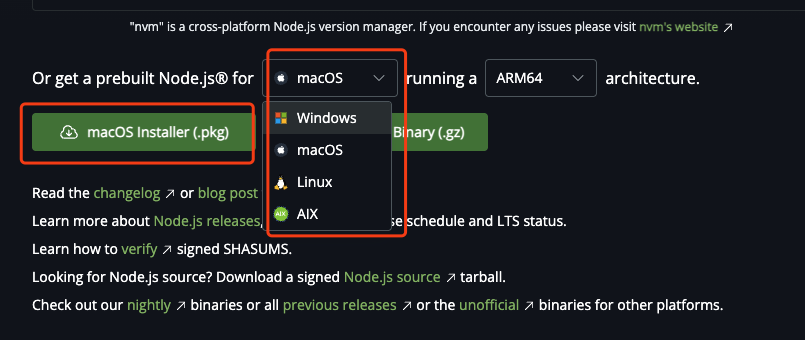 "nvm" is a cross-platform Node.js version manager. If you encounter any issues please visit nvm's website ↗
Or get a prebuilt Node.js® for macOS running a ARM64 architecture.
macOS Installer (.pkg) Binary (.gz)
Windows
macOS
Linux
AIX
Read the changelog ↗ or blog post
Learn more about Node.js releases, se schedule and LTS status.
Learn how to verify ↗ signed SHASUMS.
Looking for Node.js source? Download a signed Node.js source ↗ tarball.
Check out our nightly ↗ binaries or all previous releases ↗ or the unofficial ↗ binaries for other platforms.